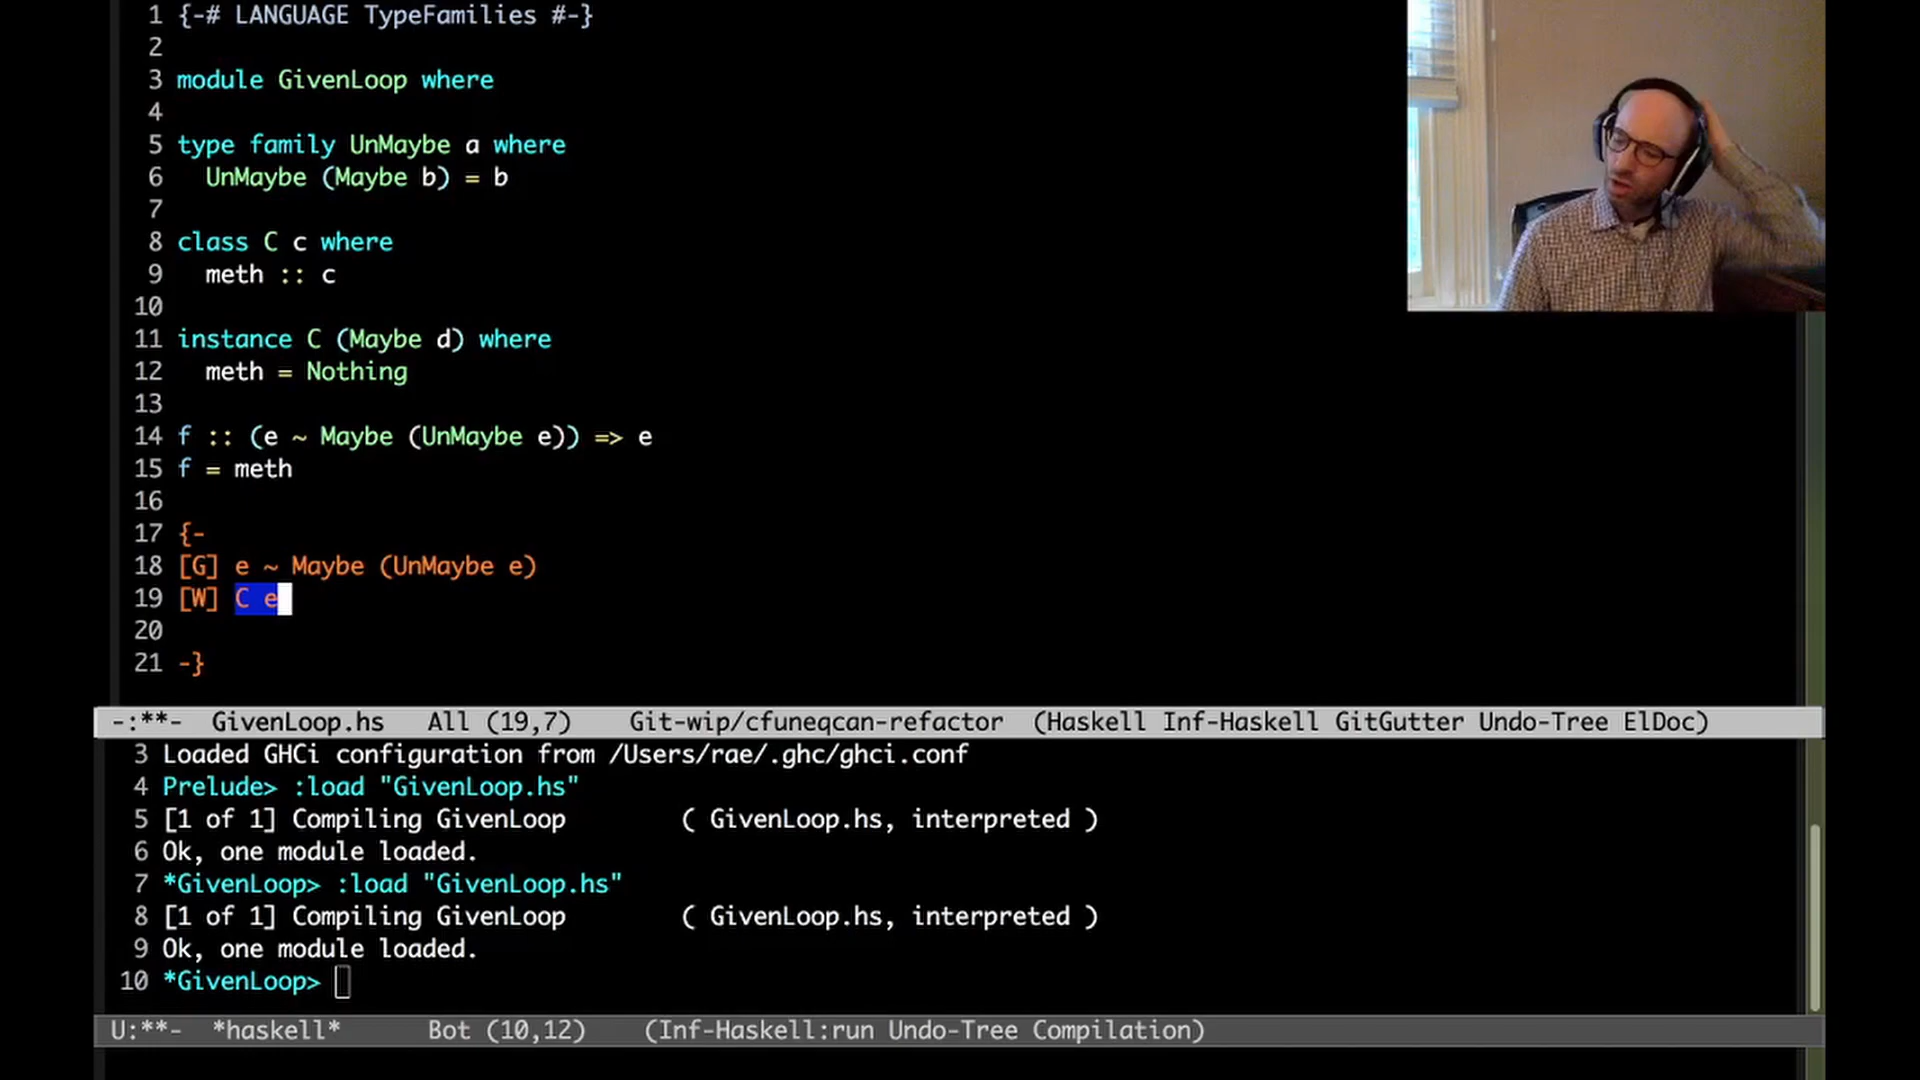 1 {-# LANGUAGE TypeFamilies #-}
2
3 module GivenLoop where
4
5 type family UnMaybe a where
6   UnMaybe (Maybe b) = b
7
8 class C c where
9   meth :: c
10
11 instance C (Maybe d) where
12   meth = Nothing
13
14 f :: (e ~ Maybe (UnMaybe e)) => e
15 f = meth
16
17 {-
18 [G] e ~ Maybe (UnMaybe e)
19 [W] C e
20
21 -}
-:**-  GivenLoop.hs   All (19,7)    Git-wip/cfuneqcan-refactor  (Haskell Inf-Haskell GitGutter Undo-Tree ElDoc)
3 Loaded GHCi configuration from /Users/rae/.ghc/ghci.conf
4 Prelude> :load "GivenLoop.hs"
5 [1 of 1] Compiling GivenLoop        ( GivenLoop.hs, interpreted )
6 Ok, one module loaded.
7 *GivenLoop> :load "GivenLoop.hs"
8 [1 of 1] Compiling GivenLoop        ( GivenLoop.hs, interpreted )
9 Ok, one module loaded.
10 *GivenLoop>
U:**-  *haskell*      Bot (10,12)    (Inf-Haskell:run Undo-Tree Compilation)